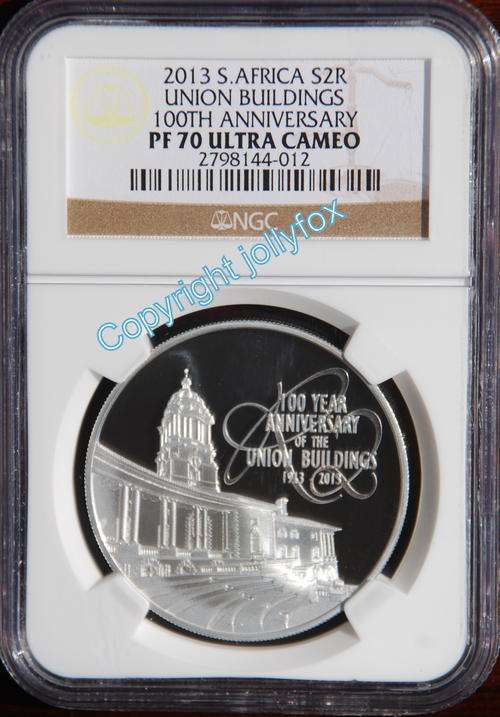 2013 S.AFRICA S2R
UNION BUILDINGS
100TH ANNIVERSARY
PF 70 ULTRA CAMEO
2798144-012
NGC
Copyright jollyfox
100 YEAR
ANNIVERSARY
OF THE
UNION BUILDINGS
1913 2013